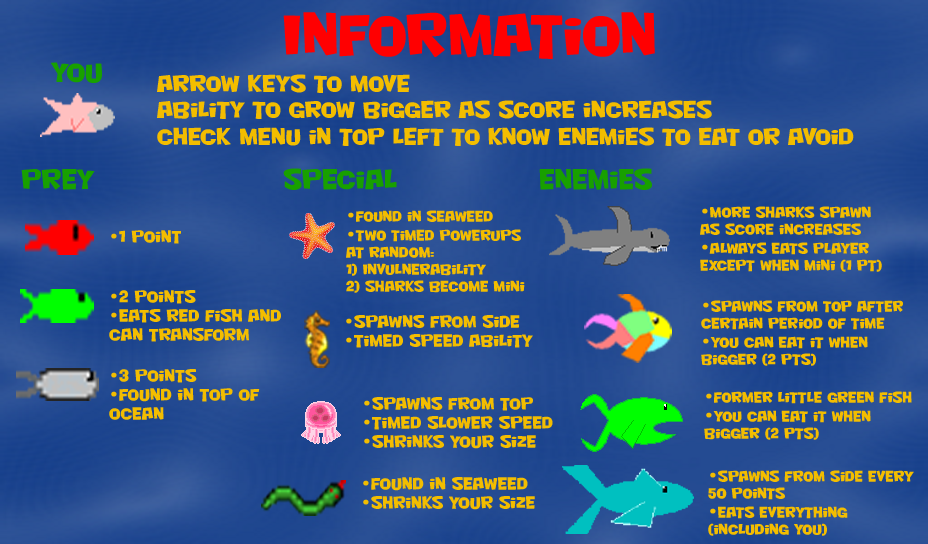 INFORMATION
YOU
ARROW KEYS TO MOVE
ABILITY TO GROW BIGGER AS SCORE INCREASES
CHECK MENU IN TOP LEFT TO KNOW ENEMIES TO EAT OR AVOID
PREY
•1 POINT
•2 POINTS
•EATS RED FISH AND
CAN TRANSFORM
•3 POINTS
•FOUND IN TOP OF
OCEAN
SPECIAL
•FOUND IN SEAWEED
•TWO TIMED POWERUPS
AT RANDOM:
1) INVULNERABILITY
2) SHARKS BECOME MINI
•SPAWNS FROM SIDE
•TIMED SPEED ABILITY
•SPAWNS FROM TOP
•TIMED SLOWER SPEED
•SHRINKS YOUR SIZE
•FOUND IN SEAWEED
•SHRINKS YOUR SIZE
ENEMIES
•MORE SHARKS SPAWN
AS SCORE INCREASES
•ALWAYS EATS PLAYER
EXCEPT WHEN MINI (1 PT)
•SPAWNS FROM TOP AFTER
CERTAIN PERIOD OF TIME
•YOU CAN EAT IT WHEN
BIGGER (2 PTS)
•FORMER LITTLE GREEN FISH
•YOU CAN EAT IT WHEN
BIGGER (2 PTS)
•SPAWNS FROM SIDE EVERY
50 POINTS
•EATS EVERYTHING
(INCLUDING YOU)